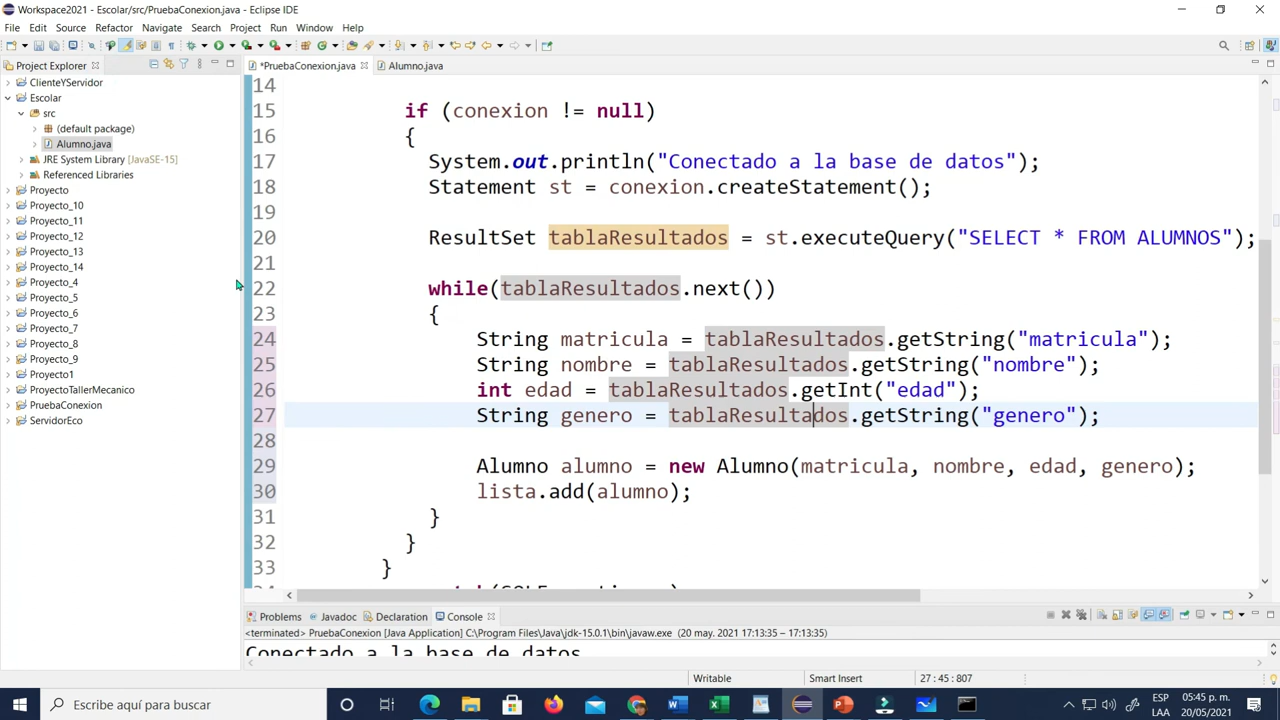 Workspace2021 - Escolar/src/PruebaConexion.java - Eclipse IDE
File Edit Source Refactor Navigate Search Project Run Window Help
Project Explorer
*PruebaConexion.java
Alumno.java
ClienteYServidor
Escolar
src
(default package)
Alumno.java
JRE System Library [JavaSE-15]
Referenced Libraries
Proyecto
Proyecto_10
Proyecto_11
Proyecto_12
Proyecto_13
Proyecto_14
Proyecto_4
Proyecto_5
Proyecto_6
Proyecto_7
Proyecto_8
Proyecto_9
Proyecto1
ProyectoTallerMecanico
PruebaConexion
ServidorEco
14
15 if (conexion != null)
16 {
17 System.out.println("Conectado a la base de datos");
18 Statement st = conexion.createStatement();
19
20 ResultSet tablaResultados = st.executeQuery("SELECT * FROM ALUMNOS");
21
22 while(tablaResultados.next())
23 {
24 String matricula = tablaResultados.getString("matricula");
25 String nombre = tablaResultados.getString("nombre");
26 int edad = tablaResultados.getInt("edad");
27 String genero = tablaResultados.getString("genero");
28
29 Alumno alumno = new Alumno(matricula, nombre, edad, genero);
30 lista.add(alumno);
31 }
32 }
33 }
Problems Javadoc Declaration Console
<terminated> PruebaConexion [Java Application] C:\Program Files\Java\jdk-15.0.1\bin\javaw.exe (20 may. 2021 17:13:35 – 17:13:35)
Conectado a la base de datos
Writable Smart Insert 27 : 45 : 807
Escribe aquí para buscar
ESP
LAA
05:45 p. m.
20/05/2021